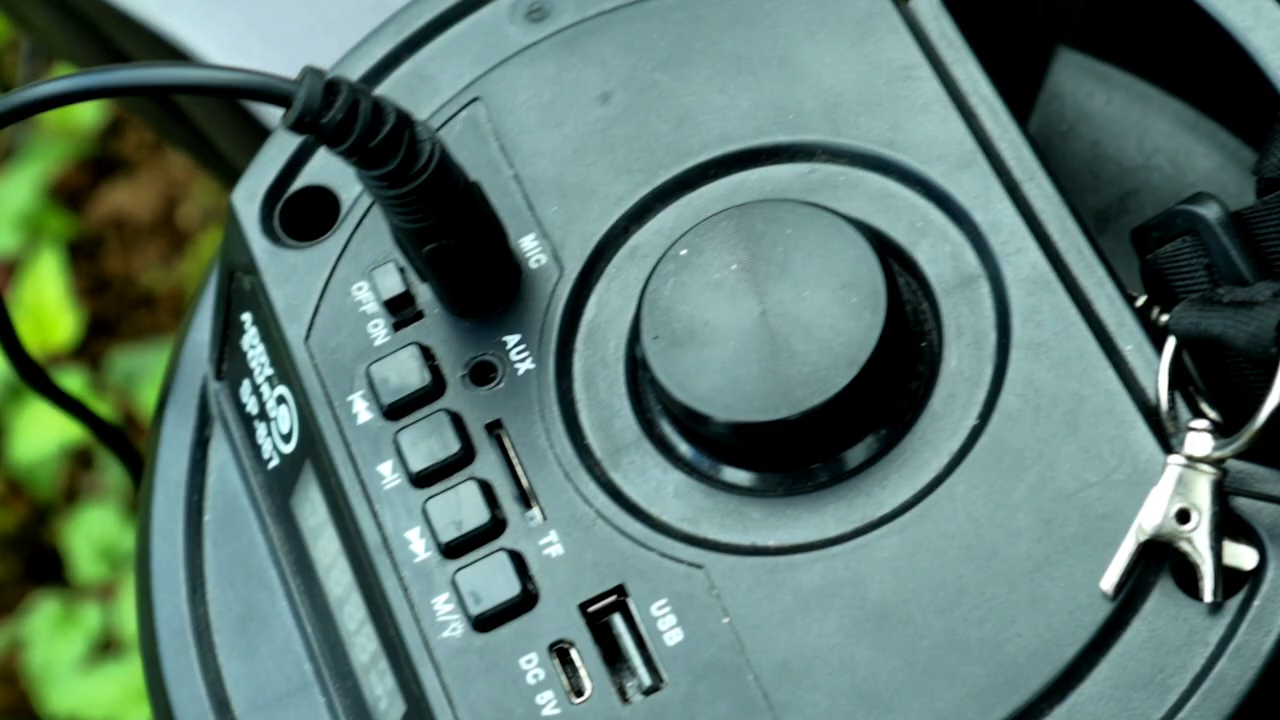 MIC
OFF ON
AUX
TF
M/
USB
DC 5V